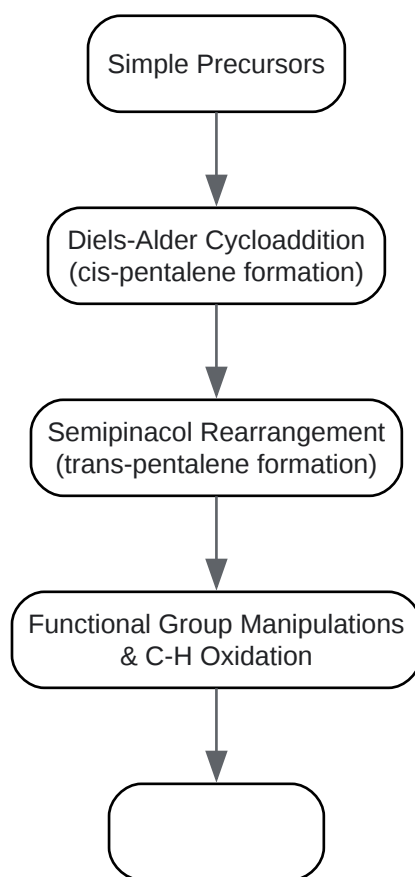 Simple Precursors
Diels-Alder Cycloaddition
(cis-pentalene formation)
Semipinacol Rearrangement
(trans-pentalene formation)
Functional Group Manipulations
& C-H Oxidation